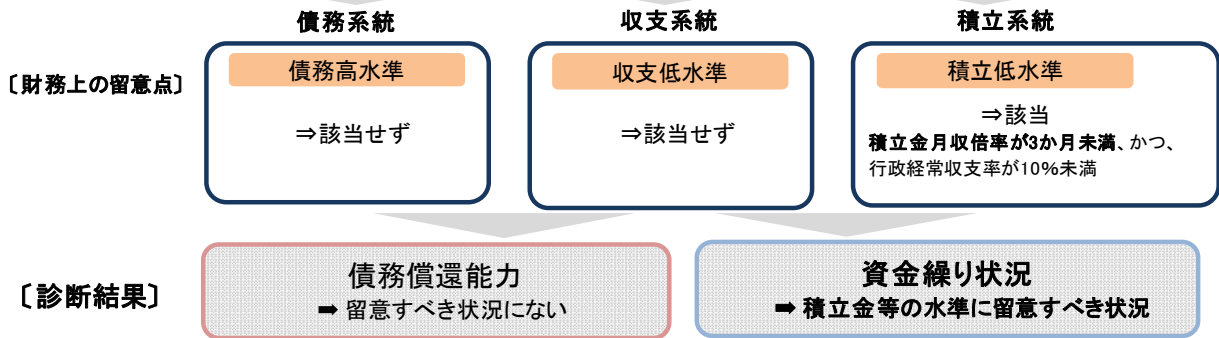 債務系統
収支系統
積立系統
〔財務上の留意点〕
債務高水準
⇒該当せず
収支低水準
⇒該当せず
積立低水準
⇒該当
積立金月収倍率が3か月未満、かつ、
行政経常収支率が10%未満
〔診断結果〕
債務償還能力
➡ 留意すべき状況にない
資金繰り状況
➡ 積立金等の水準に留意すべき状況